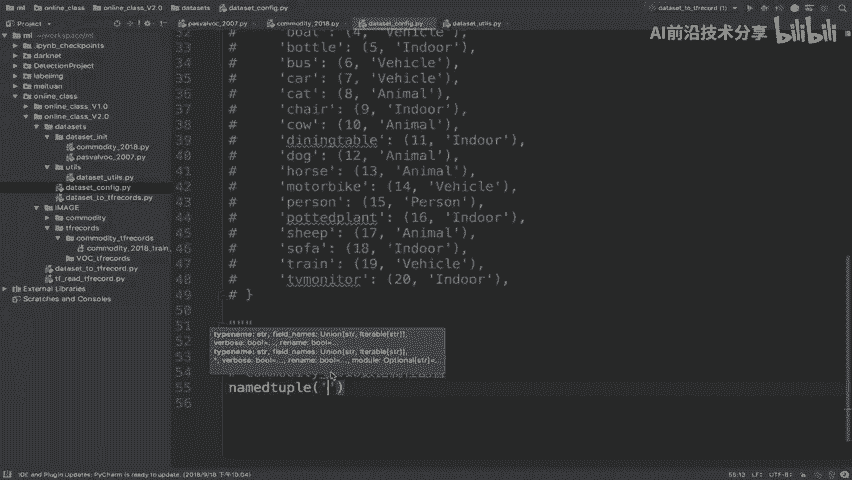 Project
pasvalvoc_2007.py
commodity_2018.py
dataset_config.py
dataset_utils.py
ml
online_class
online_class_V2.0
datasets
dataset_config.py
dataset_to_tfrecord (1)
AI前沿技术分享 bilibili
ml ~/workspace/ml
.ipynb_checkpoints
darknet
DetectionProject
labelimg
meituan
online_class
online_class_V1.0
online_class_V2.0
datasets
dataset_init
commodity_2018.py
pasvalvoc_2007.py
utils
dataset_utils.py
dataset_config.py
dataset_to_tfrecords.py
IMAGE
commodity
tfrecords
commodity_tfrecords
commodity_2018_train_
VOC_tfrecords
dataset_to_tfrecord.py
tf_read_tfrecord.py
External Libraries
Scratches and Consoles
32 # 'boat': (4, 'Vehicle'),
33 # 'bottle': (5, 'Indoor'),
34 # 'bus': (6, 'Vehicle'),
35 # 'car': (7, 'Vehicle'),
36 # 'cat': (8, 'Animal'),
37 # 'chair': (9, 'Indoor'),
38 # 'cow': (10, 'Animal'),
39 # 'diningtable': (11, 'Indoor'),
40 # 'dog': (12, 'Animal'),
41 # 'horse': (13, 'Animal'),
42 # 'motorbike': (14, 'Vehicle'),
43 # 'person': (15, 'Person'),
44 # 'pottedplant': (16, 'Indoor'),
45 # 'sheep': (17, 'Animal'),
46 # 'sofa': (18, 'Indoor'),
47 # 'train': (19, 'Vehicle'),
48 # 'tvmonitor': (20, 'Indoor'),
49 # }
50
51 """
52
typename: str, field_names: Union[str, Iterable[str]],
verbose: bool=..., rename: bool=...
53
typename: str, field_names: Union[str, Iterable[str]],
*, verbose: bool=..., rename: bool=..., module: Optional[str]=...
54
55 namedtuple('')
56
IDE and Plugin Updates: PyCharm is ready to update. (2018/9/18 下午10:04)
55:13 LF: UTF-8: